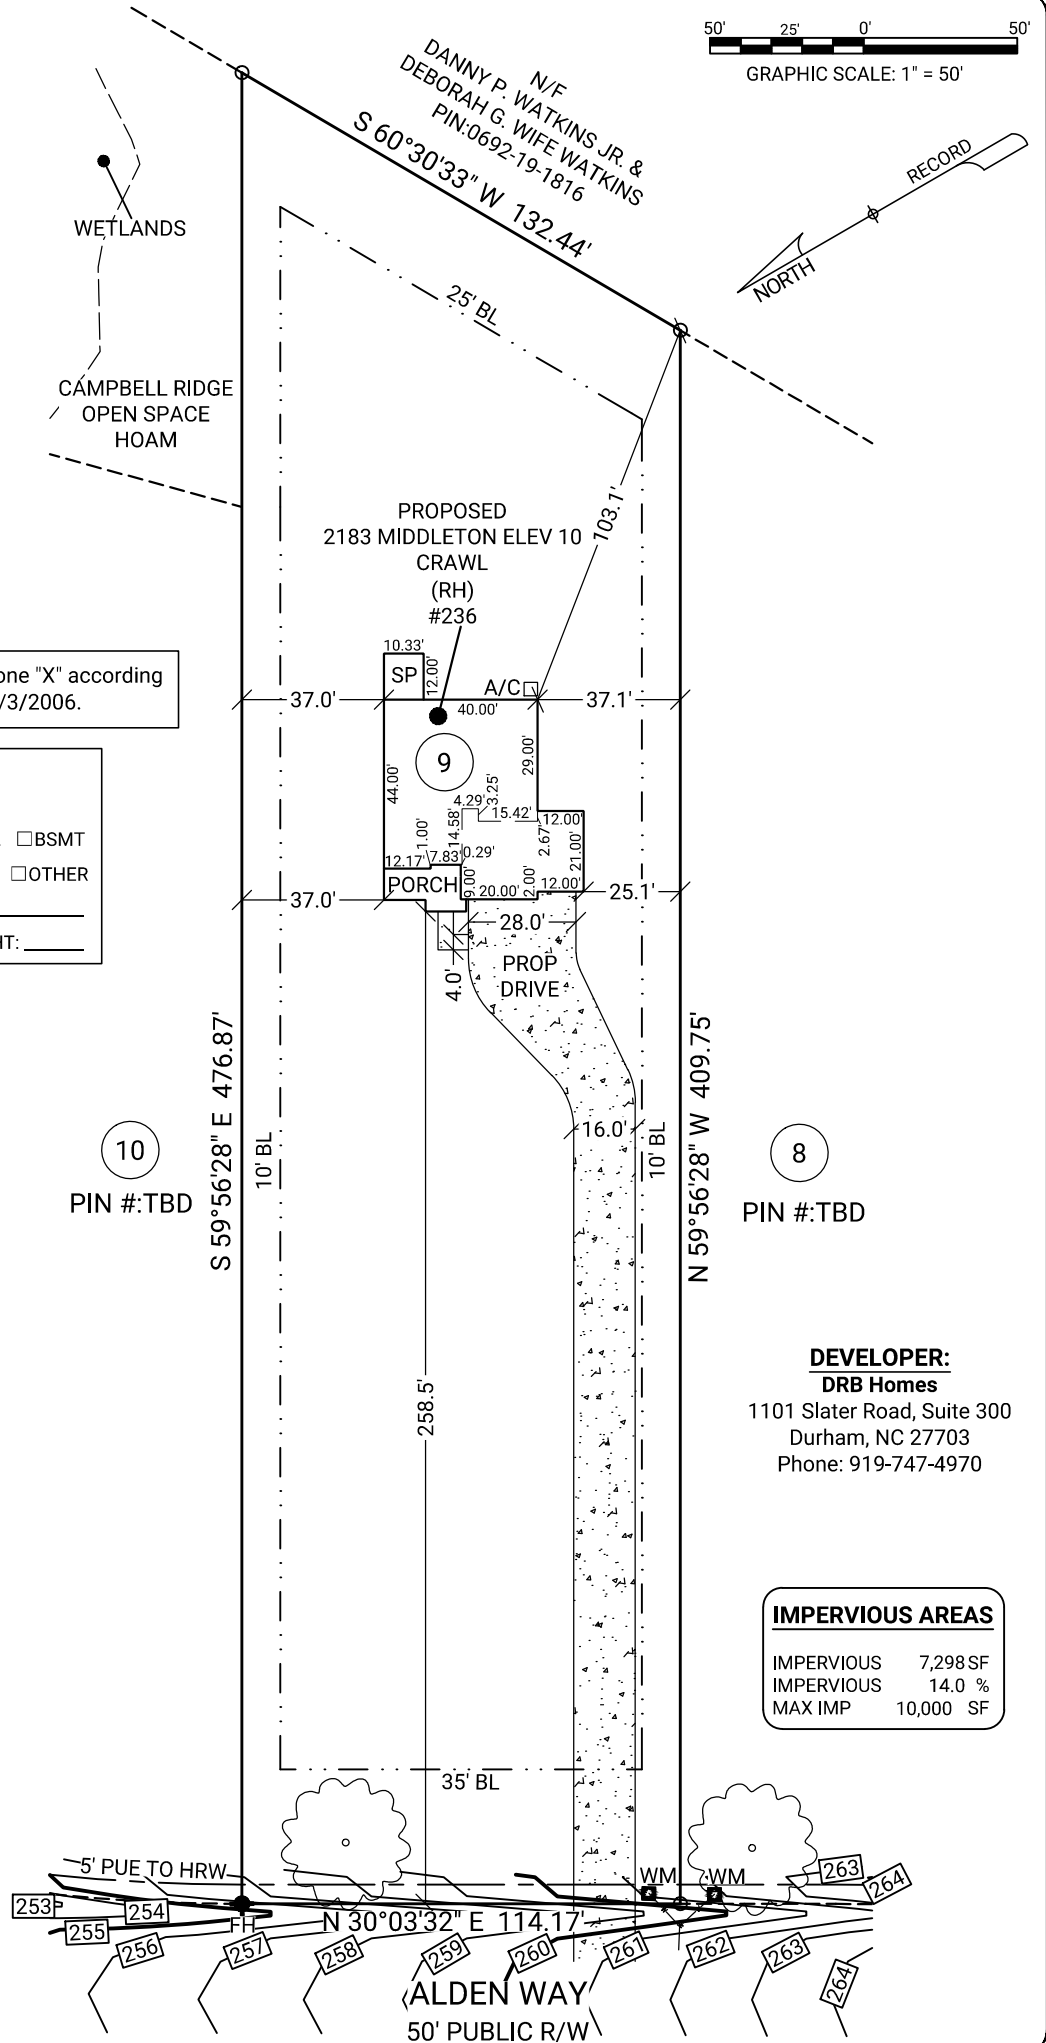 50' 25' 0' 50'
GRAPHIC SCALE: 1" = 50'
N/F
DANNY P. WATKINS JR. &
DEBORAH G. WIFE WATKINS
PIN:0692-19-1816
S 60°30'33" W 132.44'
RECORD
NORTH
WETLANDS
25' BL
CAMPBELL RIDGE
OPEN SPACE
HOAM
103.1'
PROPOSED
2183 MIDDLETON ELEV 10
CRAWL
(RH)
#236
one "X" according
/3/2006.
10.33'
SP
12.00'
A/C
37.0'
40.00'
37.1'
9
44.00'
29.00'
4.29'
3.25'
15.42'
12.00'
1.00'
14.58'
2.67'
21.00'
12.17'
7.83'
0.29'
PORCH
9.00'
20.00'
2.00'
12.00'
37.0'
25.1'
BSMT
OTHER
HT:
28.0'
PROP
DRIVE
4.0'
S 59°56'28" E 476.87'
N 59°56'28" W 409.75'
10' BL
10' BL
16.0'
10
PIN #:TBD
8
PIN #:TBD
258.5'
DEVELOPER:
DRB Homes
1101 Slater Road, Suite 300
Durham, NC 27703
Phone: 919-747-4970
IMPERVIOUS AREAS
IMPERVIOUS 7,298 SF
IMPERVIOUS 14.0 %
MAX IMP 10,000 SF
35' BL
5' PUE TO HRW
WM
WM
263
264
253
254
255
FH
N 30°03'32" E 114.17'
256
257
258
259
260
261
262
263
264
ALDEN WAY
50' PUBLIC R/W